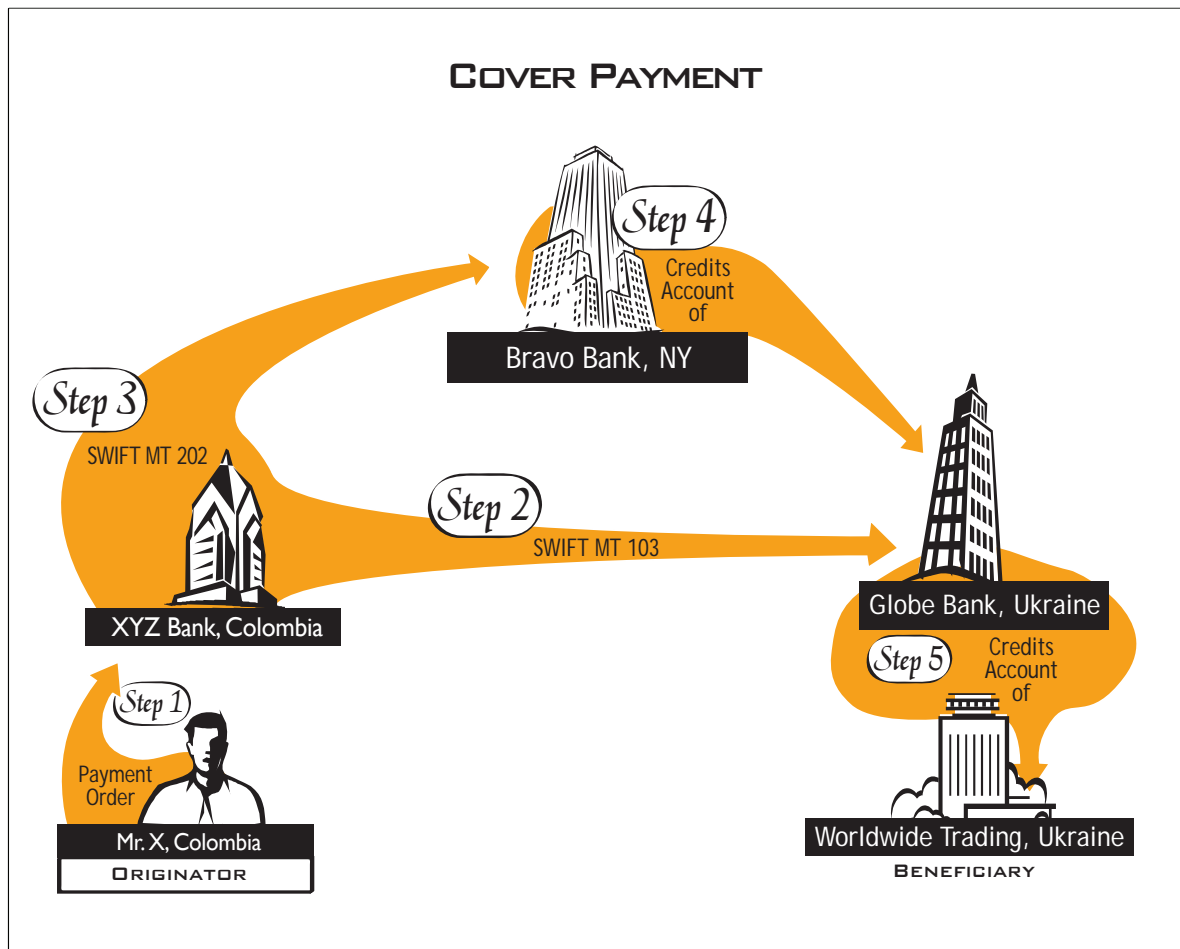 COVER PAYMENT
Step 4
Credits
Account
of
Bravo Bank, NY
Step 3
SWIFT MT 202
Step 2
SWIFT MT 103
XYZ Bank, Colombia
Globe Bank, Ukraine
Step 5
Credits
Account
of
Step 1
Payment
Order
Mr. X, Colombia
ORIGINATOR
Worldwide Trading, Ukraine
BENEFICIARY